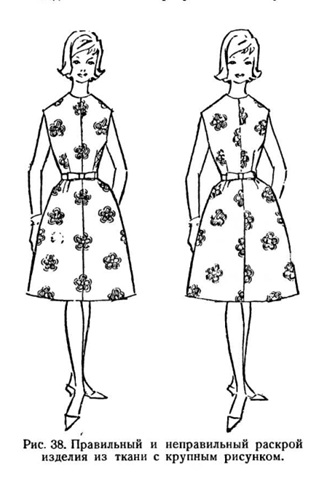 Рис. 38. Правильный и неправильный раскрой
изделия из ткани с крупным рисунком.